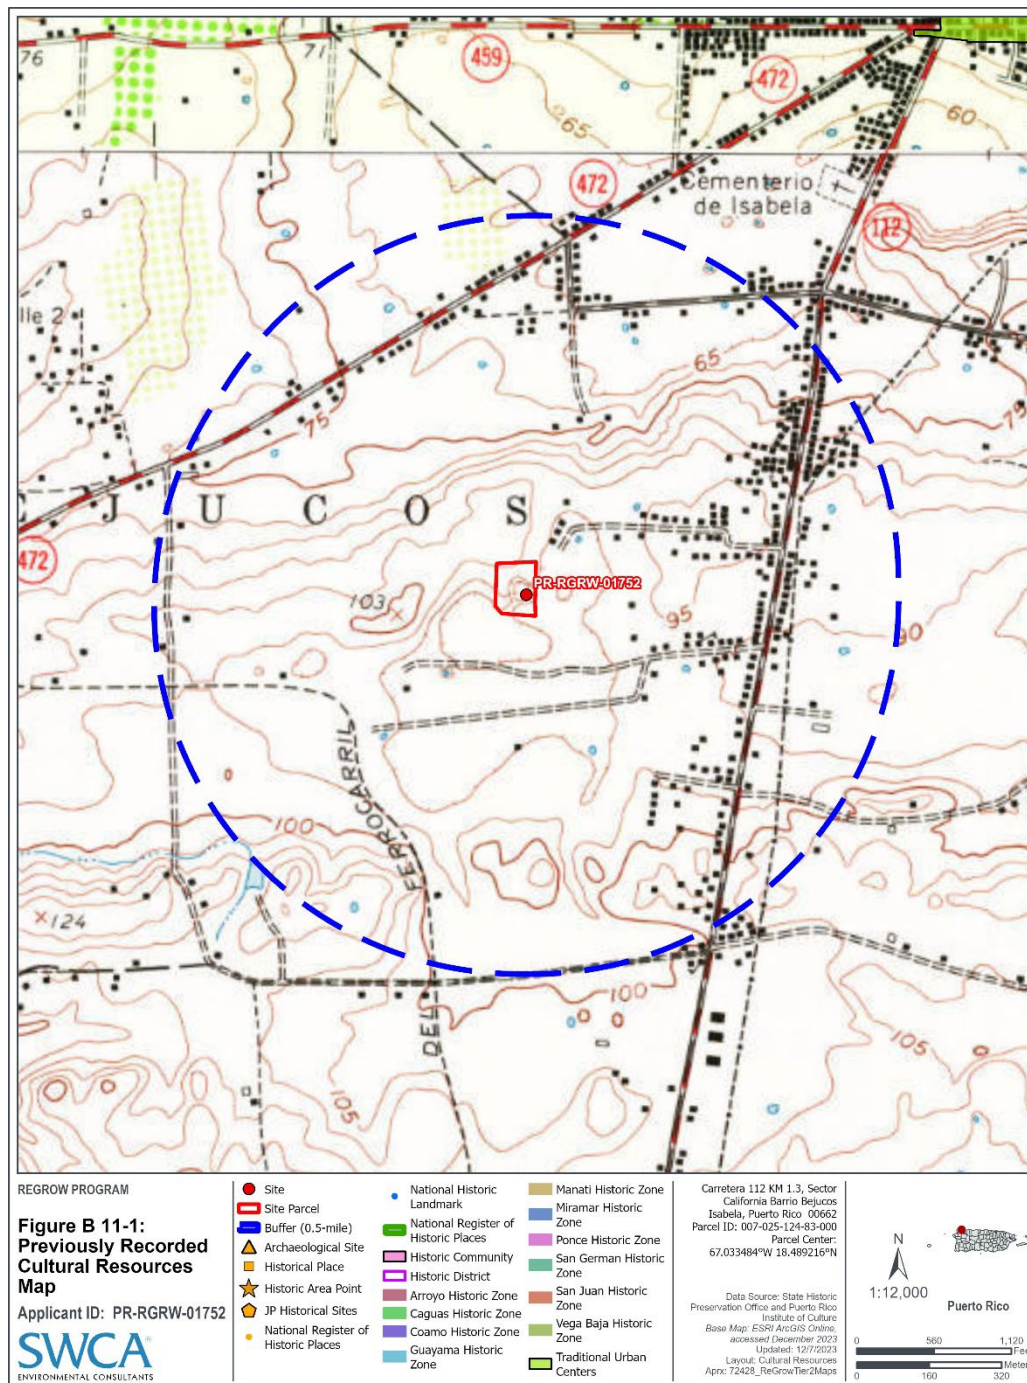 76
71
459
472
65
60
472
Cementerio
de Isabela
112
lle 2
65
75
75
J U C O S
472
PR-RGRW-01752
103
95
90
FERROCARRIL
DEL
100
124
100
105
105
REGROW PROGRAM
Figure B 11-1:
Previously Recorded
Cultural Resources
Map
Applicant ID: PR-RGRW-01752
SWCA
ENVIRONMENTAL CONSULTANTS
Site
Site Parcel
Buffer (0.5-mile)
Archaeological Site
Historical Place
Historic Area Point
JP Historical Sites
National Register of
Historic Places
National Historic
Landmark
National Register of
Historic Places
Historic Community
Historic District
Arroyo Historic Zone
Caguas Historic Zone
Coamo Historic Zone
Guayama Historic
Zone
Manati Historic Zone
Miramar Historic
Zone
Ponce Historic Zone
San German Historic
Zone
San Juan Historic
Zone
Vega Baja Historic
Zone
Traditional Urban
Centers
Carretera 112 KM 1.3, Sector
California Barrio Bejucos
Isabela, Puerto Rico 00662
Parcel ID: 007-025-124-83-000
Parcel Center:
67.033484°W 18.489216°N
Data Source: State Historic
Preservation Office and Puerto Rico
Institute of Culture
Base Map: ESRI ArcGIS Online,
accessed December 2023
Updated: 12/7/2023
Layout: Cultural Resources
Aprx: 72428_ReGrowTier2Maps
N
1:12,000
Puerto Rico
0 560 1,120
Fee
Meter
0 160 320